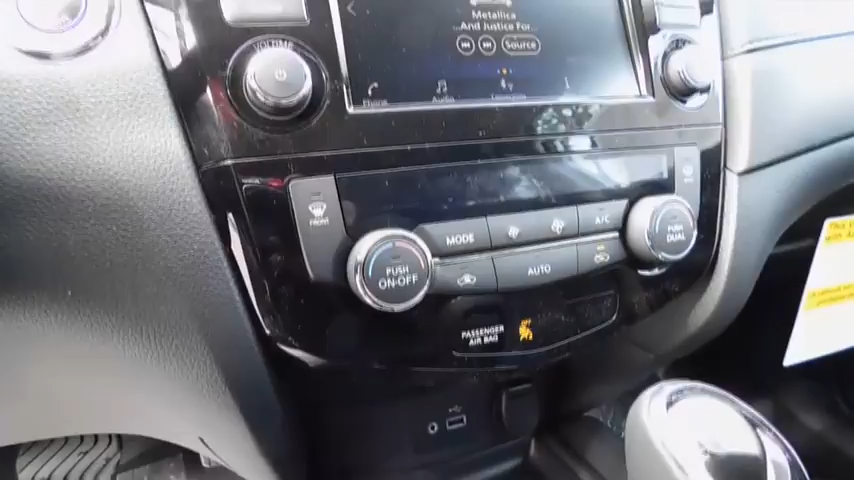 Metallica
...And Justice For...
Source
VOLUME
Phone
Audio
FRONT
MODE
A/C
PUSH
ON·OFF
PUSH
DUAL
AUTO
PASSENGER
AIR BAG
OFF